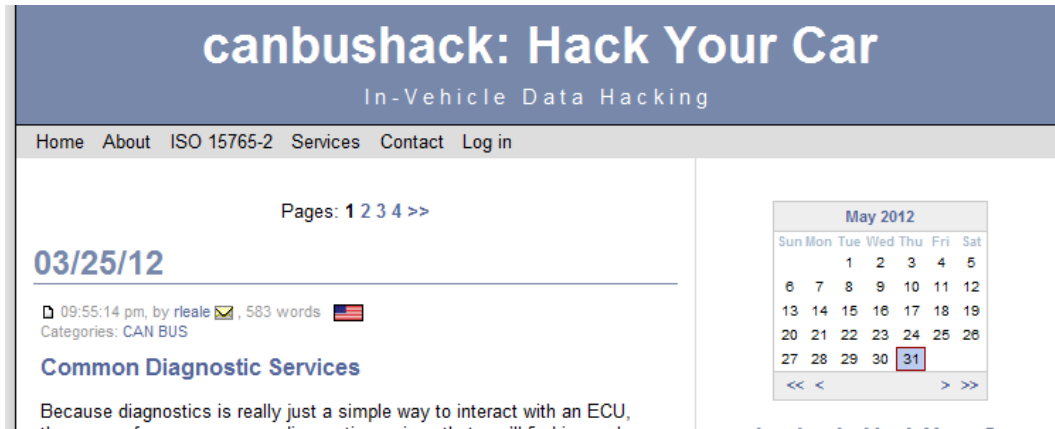 canbushack: Hack Your Car
In-Vehicle Data Hacking
Home About ISO 15765-2 Services Contact Log in
Pages: 1 2 3 4 >>
03/25/12
09:55:14 pm, by rleale , 583 words
Categories: CAN BUS
Common Diagnostic Services
Because diagnostics is really just a simple way to interact with an ECU,
May 2012
Sun Mon Tue Wed Thu Fri Sat
1 2 3 4 5
6 7 8 9 10 11 12
13 14 15 16 17 18 19
20 21 22 23 24 25 26
27 28 29 30 31
<< < > >>